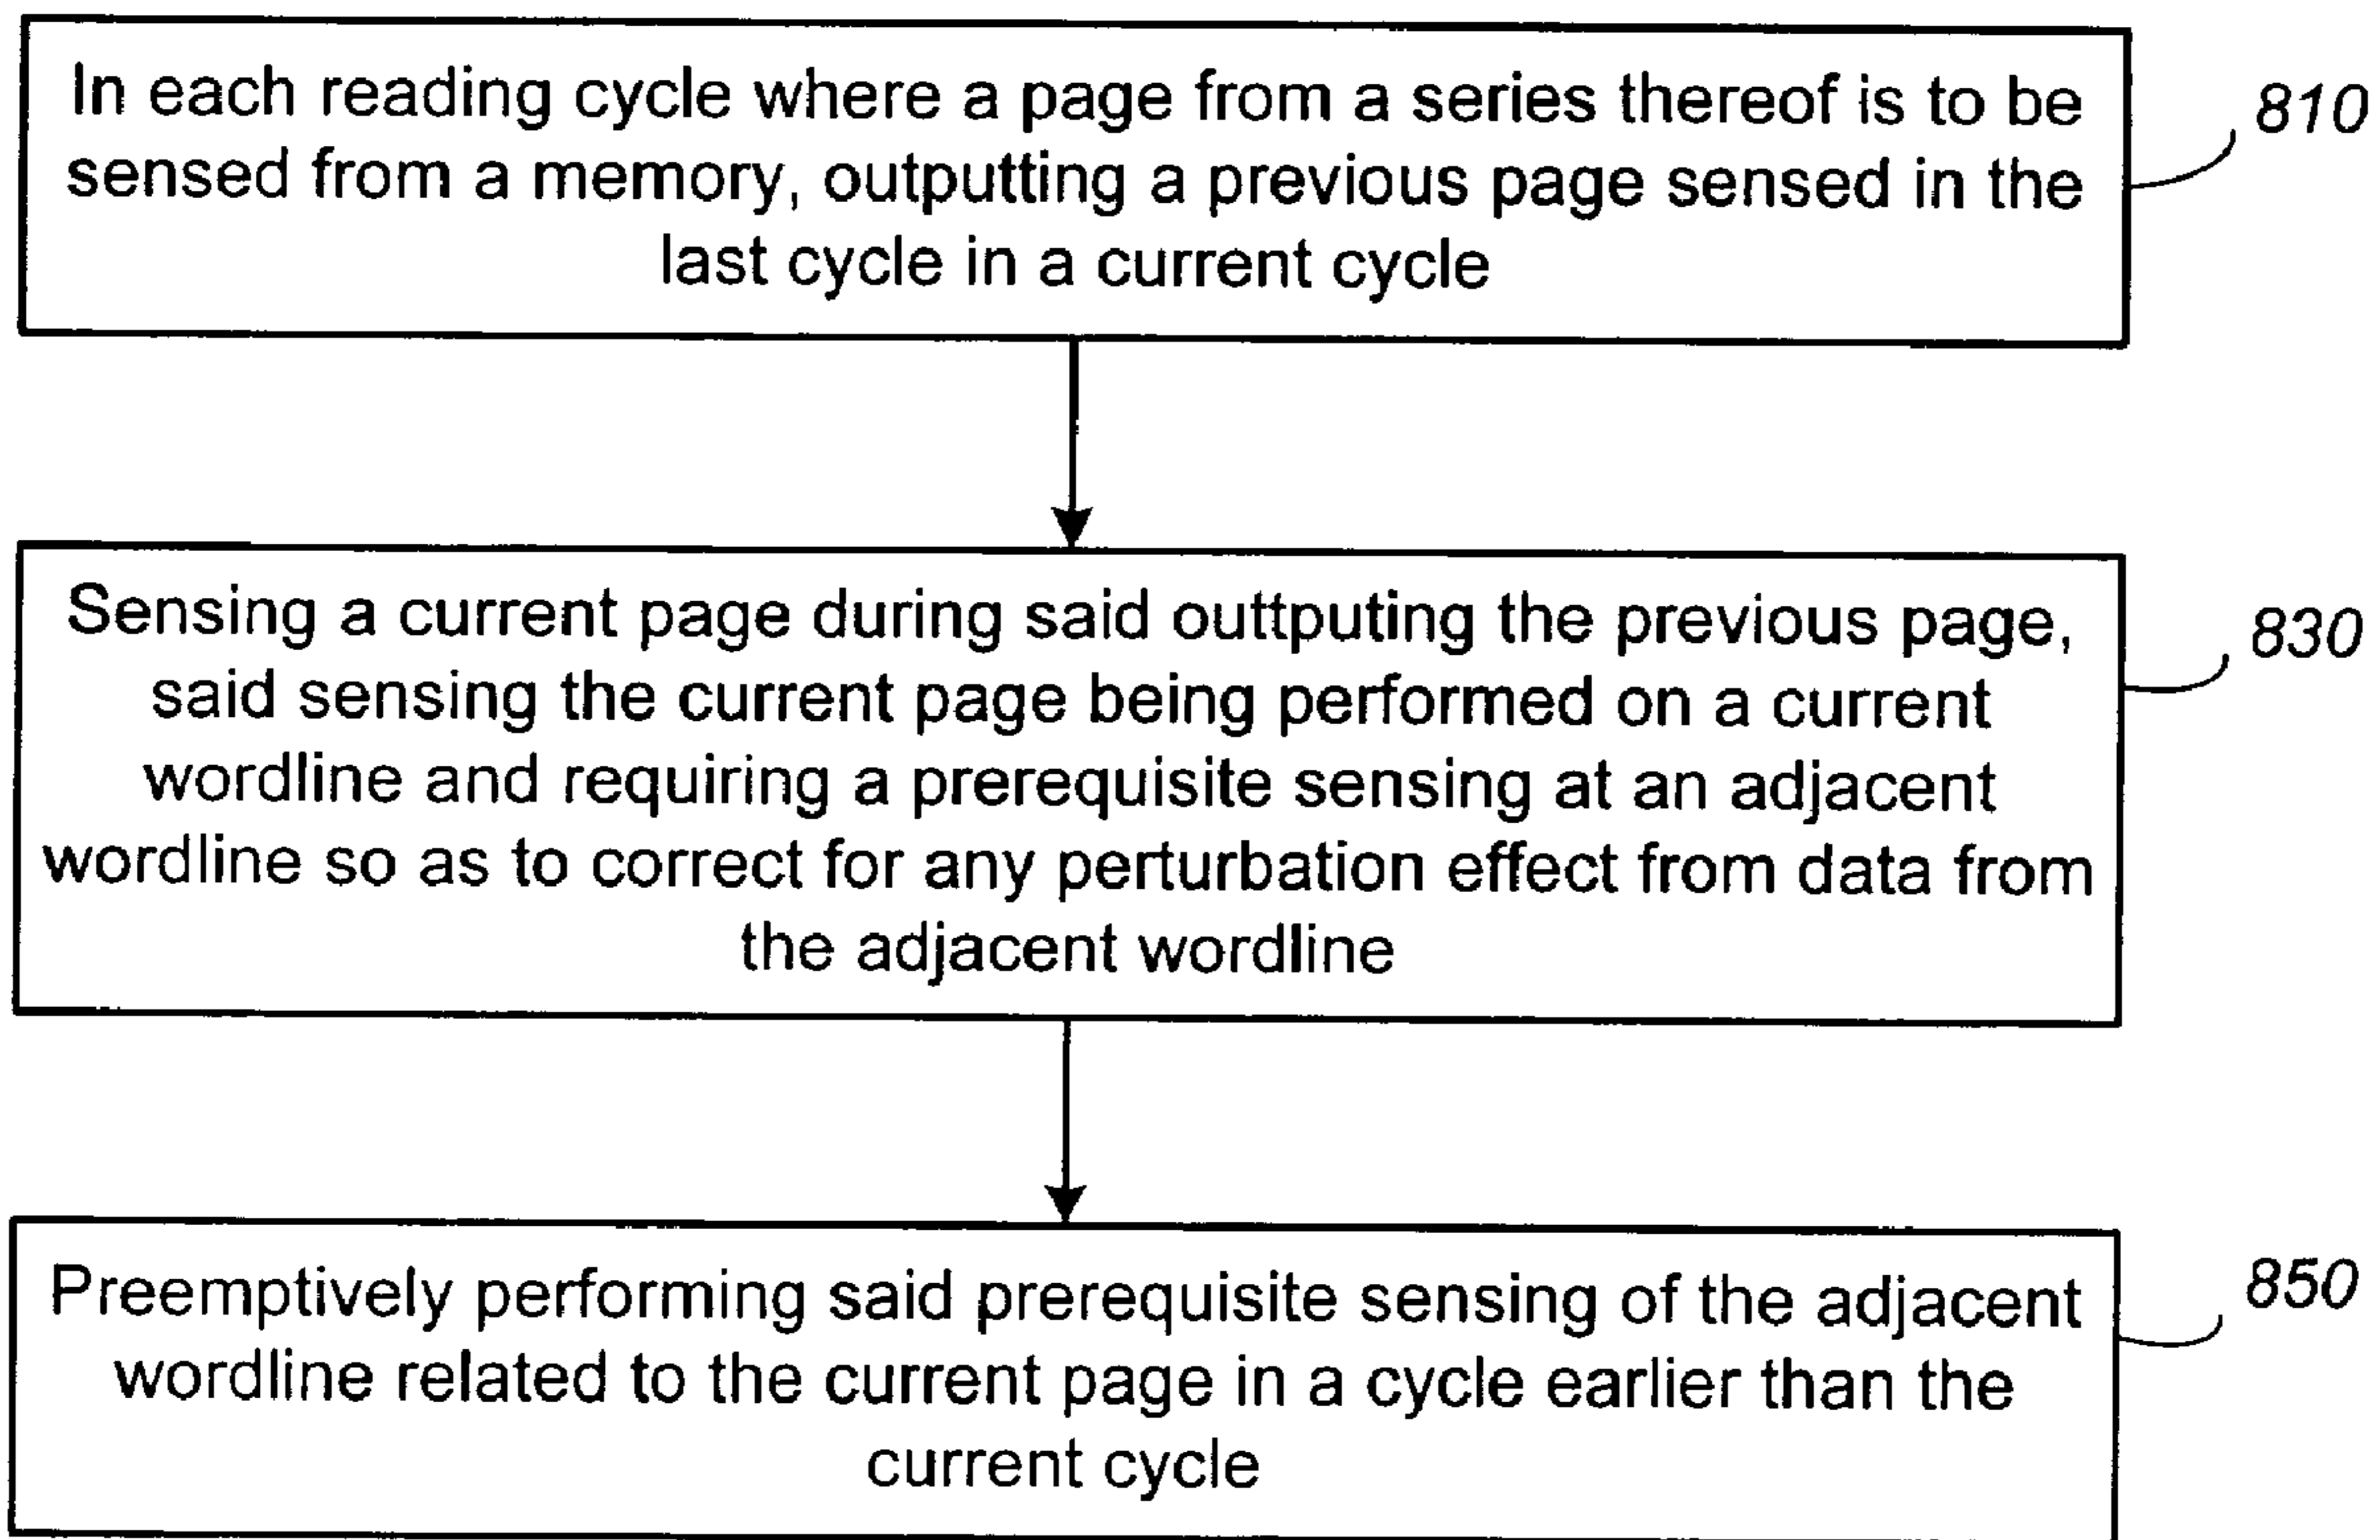 In each reading cycle where a page from a series thereof is to be
810
sensed from a memory, outputting a previous page sensed in the
last cycle in a current cycle
Sensing a current page during said outtputing the previous page,
830
said sensing the current page being performed on a current
wordline and requiring a prerequisite sensing at an adjacent
wordline so as to correct for any perturbation effect from data from
the adjacent wordline
Preemptively performing said prerequisite sensing of the adjacent
850
wordline related to the current page in a cycle earlier than the
current cycle